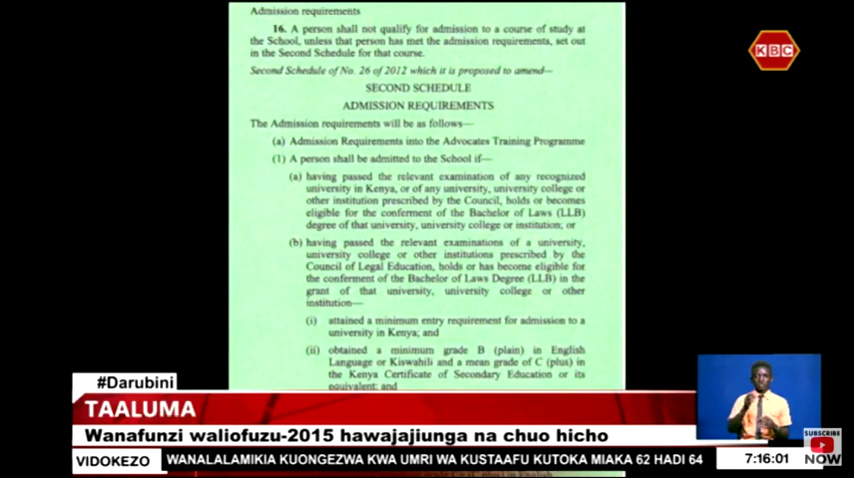 Admission requirements
16. A person shall not qualify for admission to a course of study at
the School, unless that person has met the admission requirements, set out
in the Second Schedule for that course.
Second Schedule of No. 26 of 2012 which it is proposed to amend—
SECOND SCHEDULE
ADMISSION REQUIREMENTS
The Admission requirements will be as follows—
(a) Admission Requirements into the Advocates Training Programme
(1) A person shall be admitted to the School if—
(a) having passed the relevant examination of any recognized
university in Kenya, or of any university, university college or
other institution prescribed by the Council, holds or becomes
eligible for the conferment of the Bachelor of Laws (LLB)
degree of that university, university college or institution; or
(b) having passed the relevant examinations of a university,
university college or other institutions prescribed by the
Council of Legal Education, holds or has become eligible for
the conferment of the Bachelor of Laws Degree (LLB) in the
grant of that university, university college or other
institution—
(i) attained a minimum entry requirement for admission to a
university in Kenya; and
(ii) obtained a minimum grade B (plain) in English
Language or Kiswahili and a mean grade of C (plus) in
the Kenya Certificate of Secondary Education or its
equivalent; and
KBC
#Darubini
TAALUMA
Wanafunzi waliofuzu-2015 hawajajiunga na chuo hicho
VIDOKEZO WANALALAMIKIA KUONGEZWA KWA UMRI WA KUSTAAFU KUTOKA MIAKA 62 HADI 64 7:16:01
SUBSCRIBE
NOW